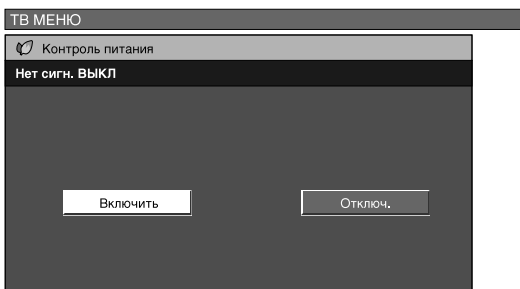 ТВ МЕНЮ
Контроль питания
Нет сигн. ВЫКЛ
Включить
Отключ.